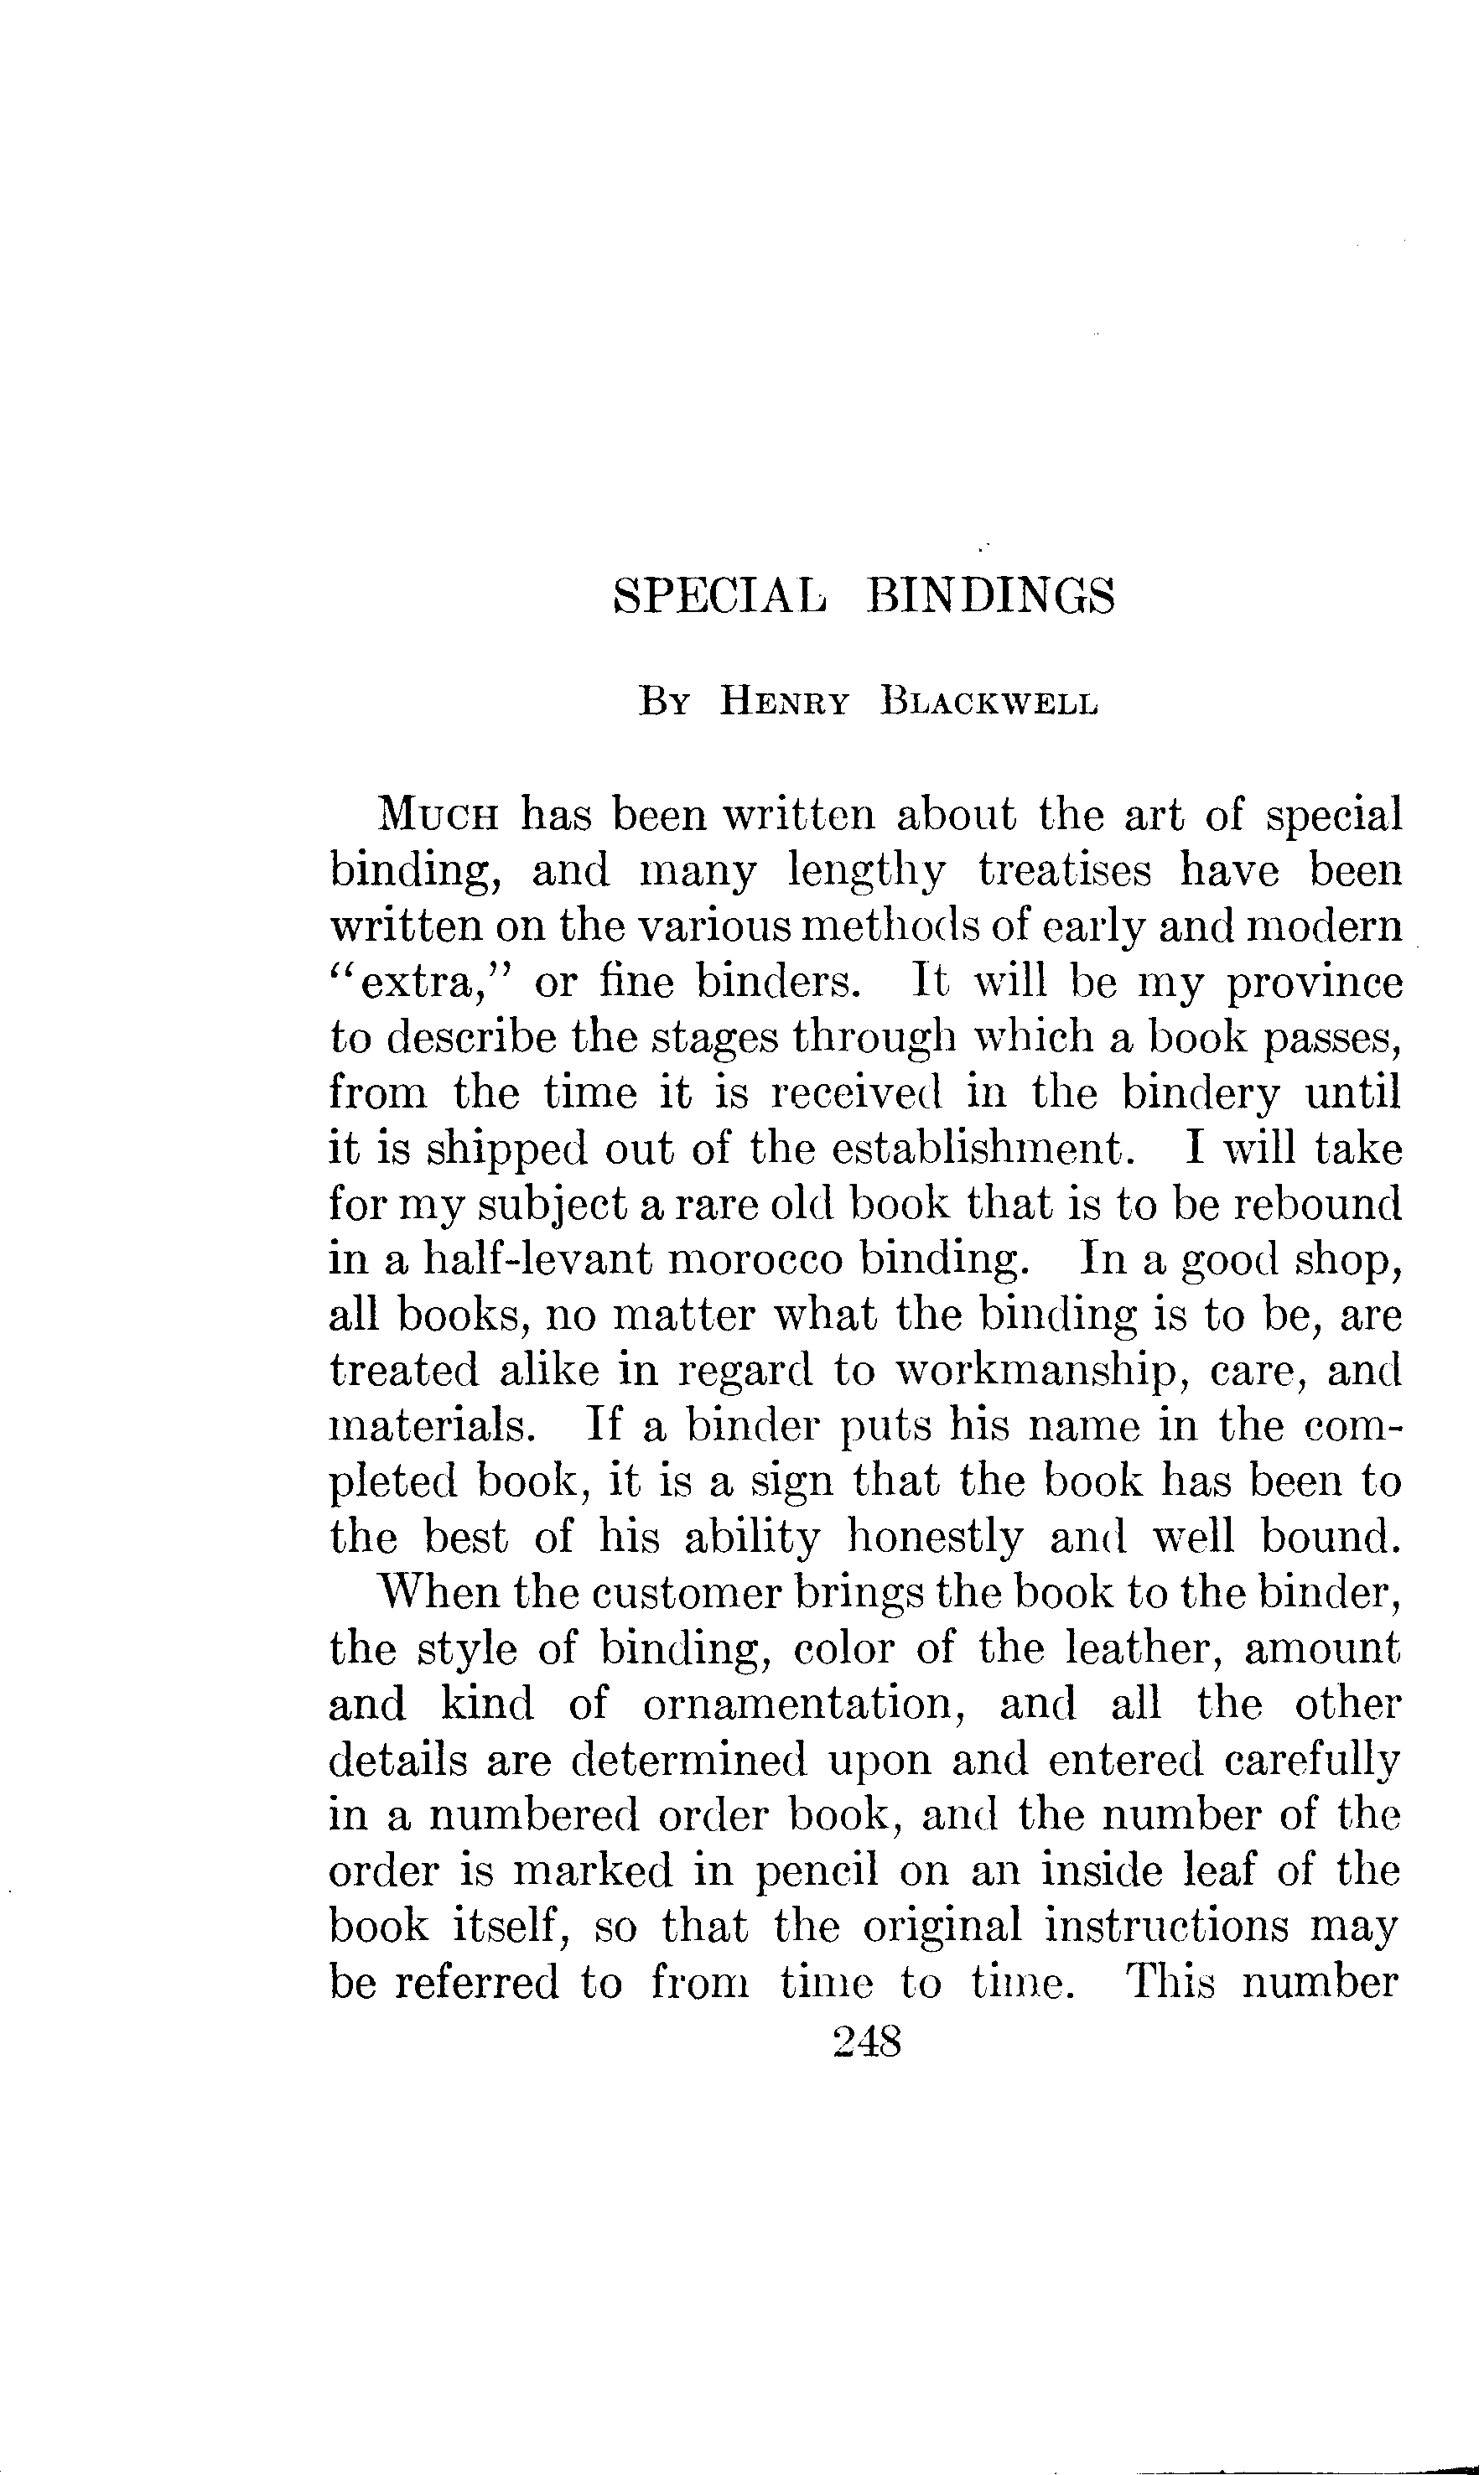 SPECIAL BINDINGS
By Henry Blackwell
Much has been written about the art of special
binding, and many lengthy treatises have been
written on the various methods of early and modern
“extra,” or fine binders. It will be my province
to describe the stages through which a book passes,
from the time it is received in the bindery until
it is shipped out of the establishment. I will take
for my subject a rare old book that is to be rebound
in a half-levant morocco binding. In a good shop,
all books, no matter what the binding is to be, are
treated alike in regard to workmanship, care, and
materials. If a binder puts his name in the com-
pleted book, it is a sign that the book has been to
the best of his ability honestly and well bound.
When the customer brings the book to the binder,
the style of binding, color of the leather, amount
and kind of ornamentation, and all the other
details are determined upon and entered carefully
in a numbered order book, and the number of the
order is marked in pencil on an inside leaf of the
book itself, so that the original instructions may
be referred to from time to time. This number
248